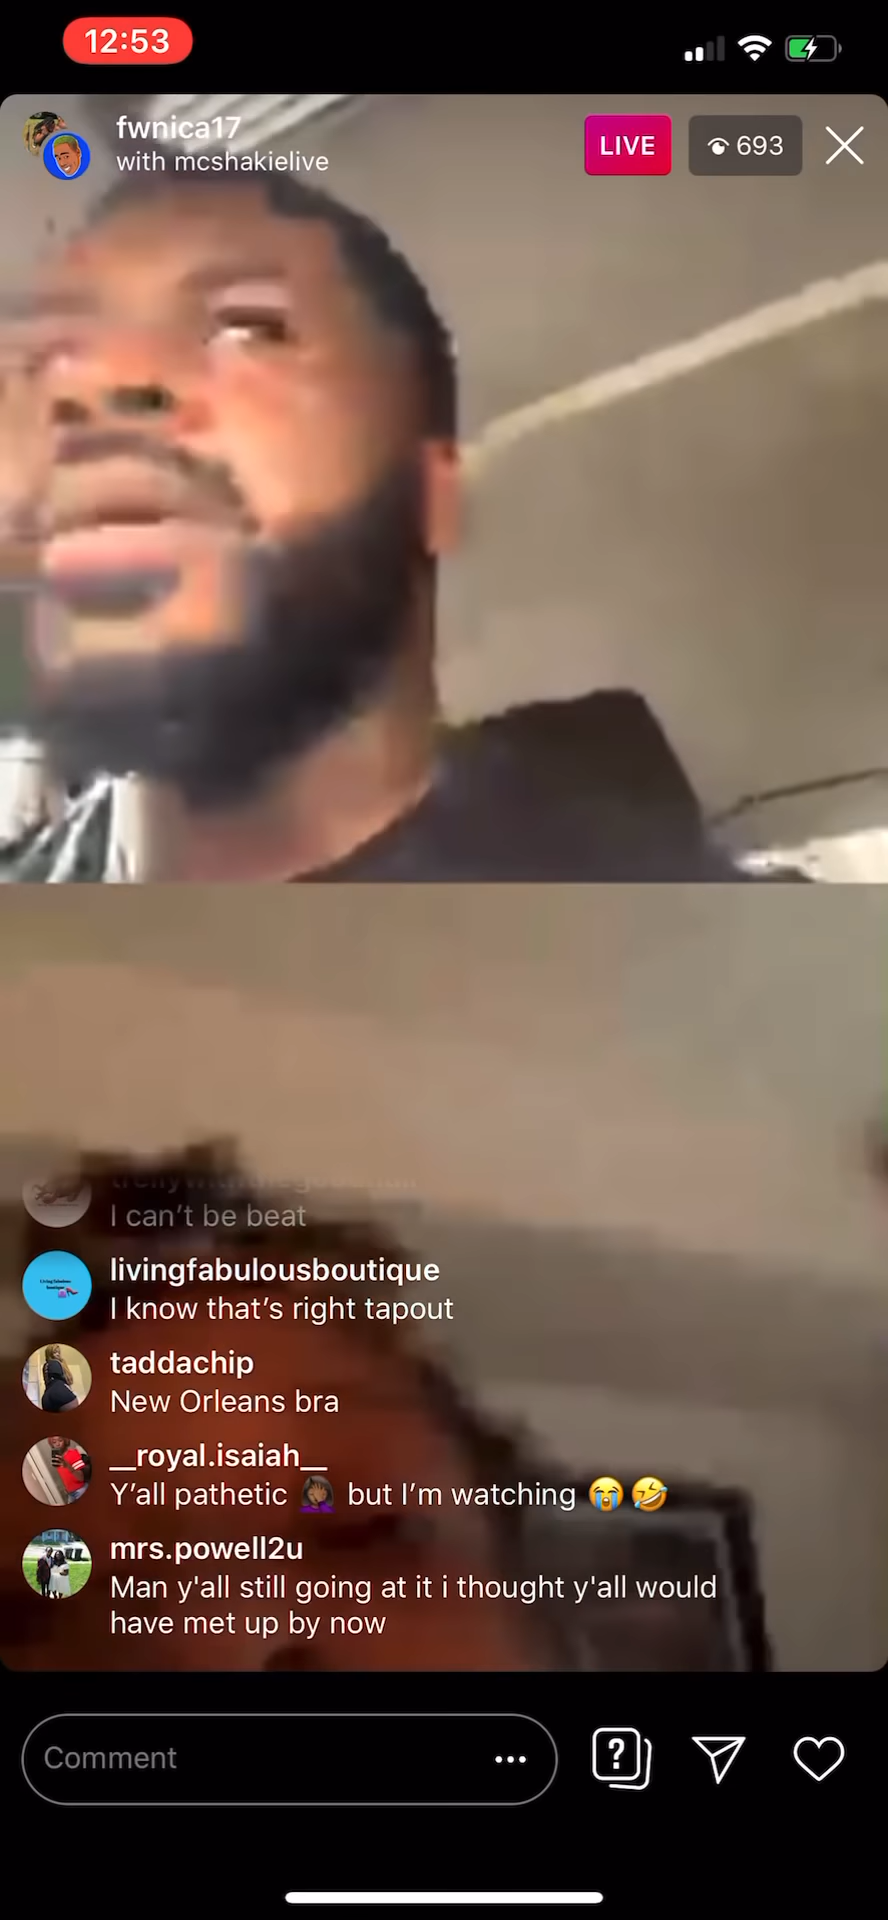 12:53
fwnica17
with mcshakielive
LIVE
693
I can't be beat
livingfabulousboutique
I know that's right tapout
taddachip
New Orleans bra
__royal.isaiah__
Y'all pathetic 🤦🏾‍♀️ but I'm watching 😭🤣
mrs.powell2u
Man y'all still going at it i thought y'all would
have met up by now
Comment